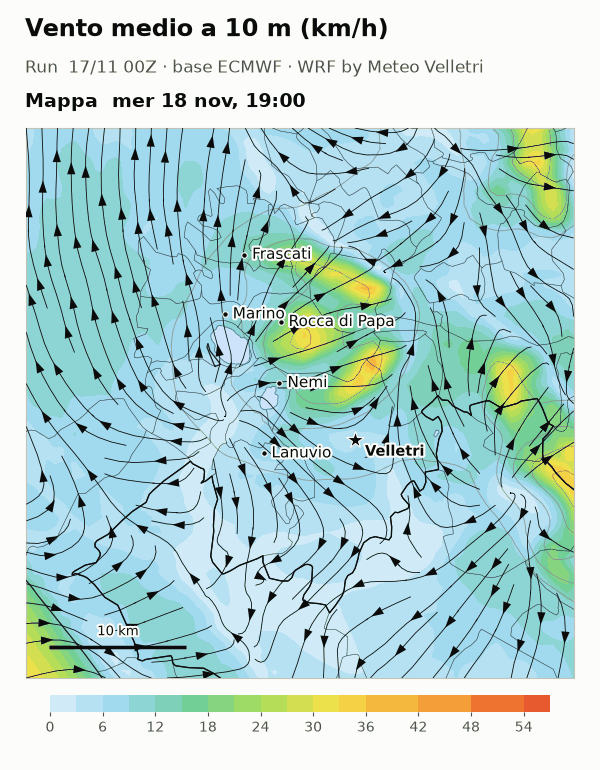 Vento medio a 10 m (km/h)
Run  17/11 00Z · base ECMWF · WRF by Meteo Velletri
Mappa  mer 18 nov, 19:00
Frascati
Marino
Rocca di Papa
Nemi
Velletri
Lanuvio
10 km
0 6 12 18 24 30 36 42 48 54